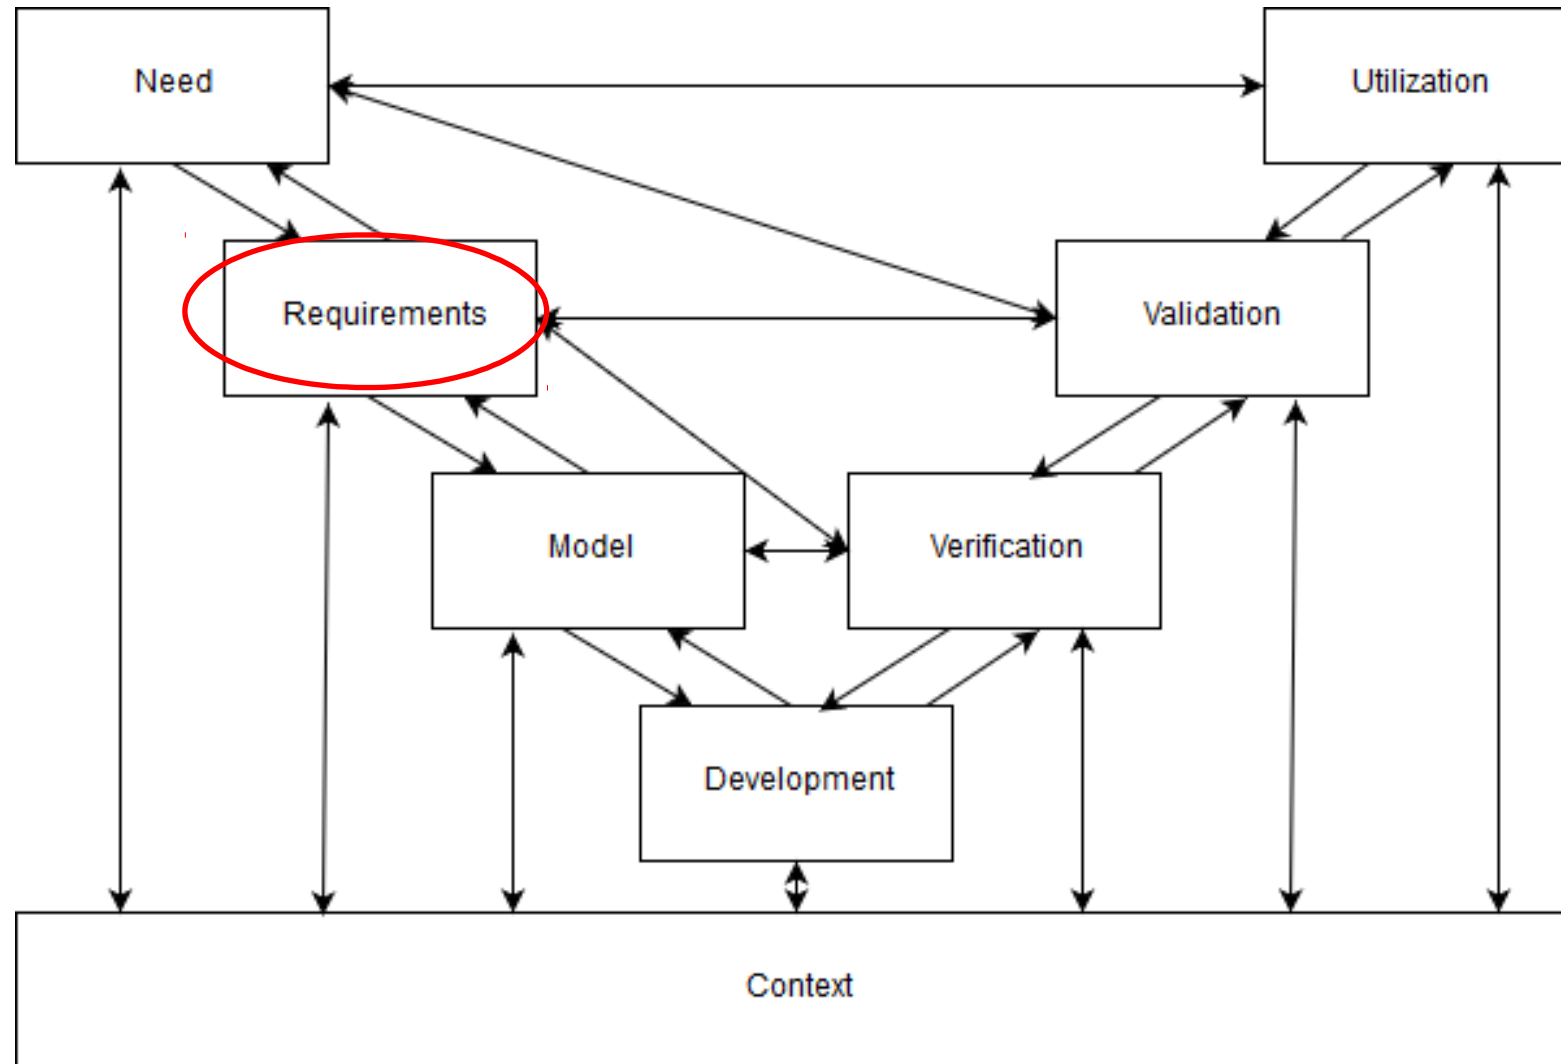 Need
Utilization
Requirements
Validation
Model
Verification
Development
Context